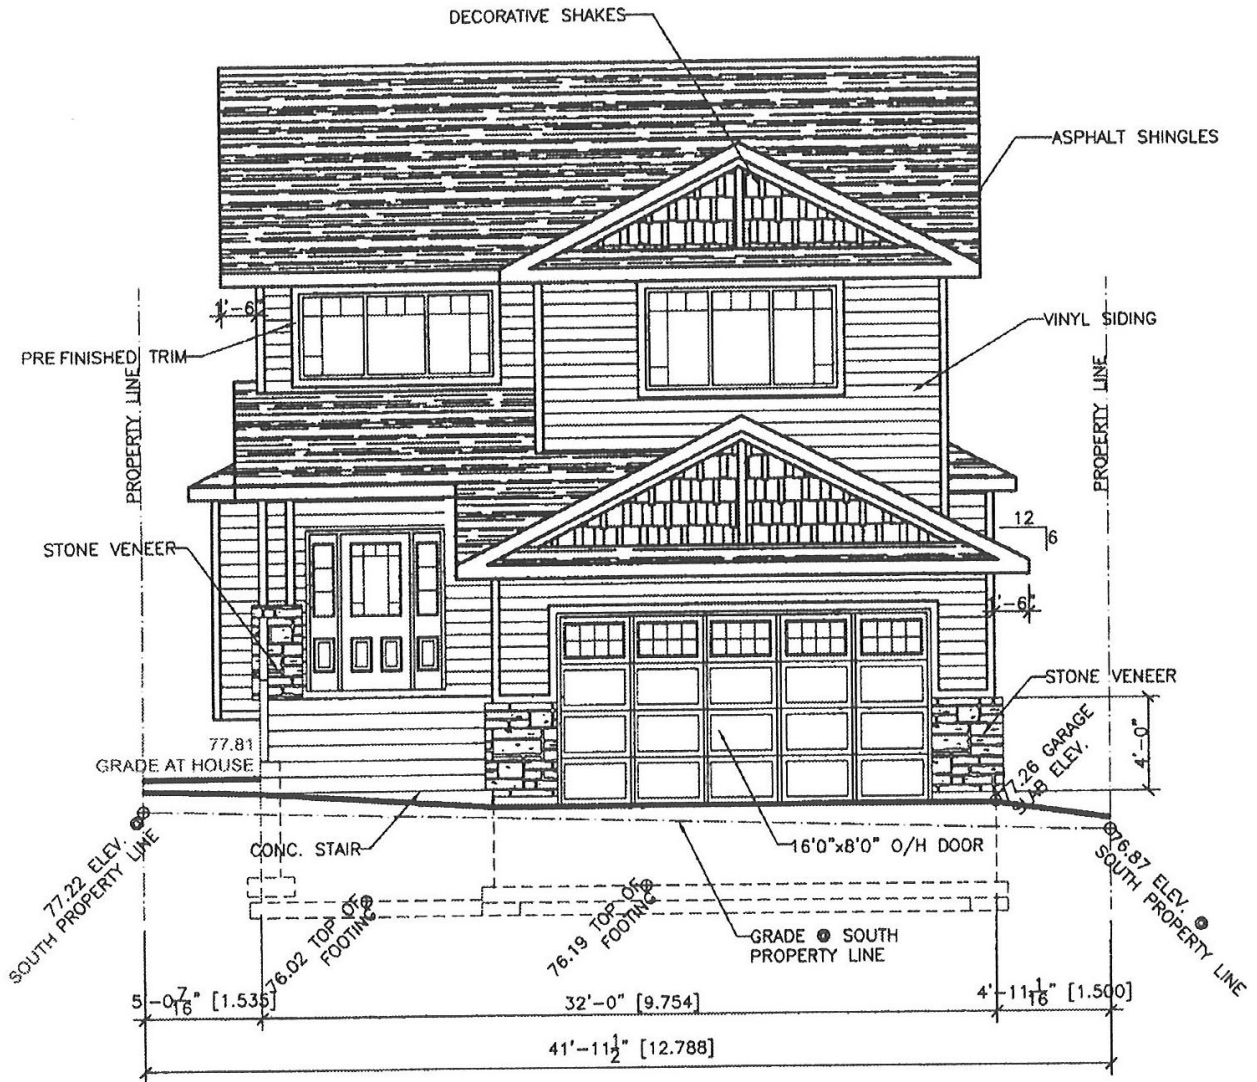 DECORATIVE SHAKES
ASPHALT SHINGLES
1'-6"
VINYL SIDING
PREFINISHED TRIM
PROPERTY LINE
PROPERTY LINE
STONE VENEER
12
6
'-6"
STONE VENEER
4'-0"
77.81
GRADE AT HOUSE
77.26 GARAGE
SLAB ELEV.
CONC. STAIR
16'0"x8'0" O/H DOOR
77.22 ELEV. @
SOUTH PROPERTY LINE
76.87 ELEV. @
SOUTH PROPERTY LINE
76.02 TOP OF
FOOTING
76.19 TOP OF
FOOTING
GRADE @ SOUTH
PROPERTY LINE
5'-0 7/16" [1.535]
32'-0" [9.754]
4'-11 1/16" [1.500]
41'-11 1/2" [12.788]